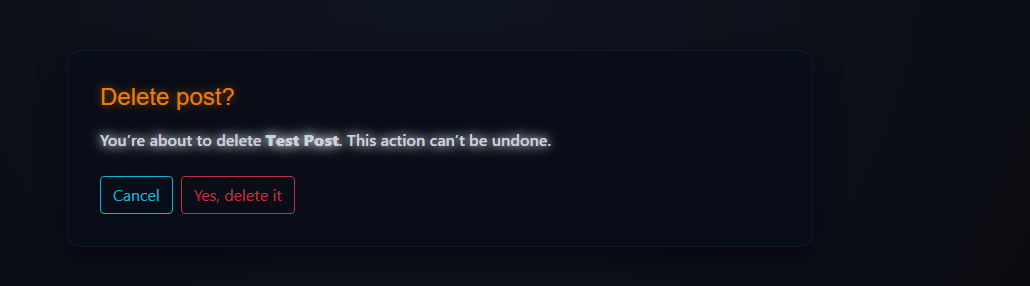 Delete post?
You’re about to delete Test Post. This action can’t be undone.
Cancel
Yes, delete it